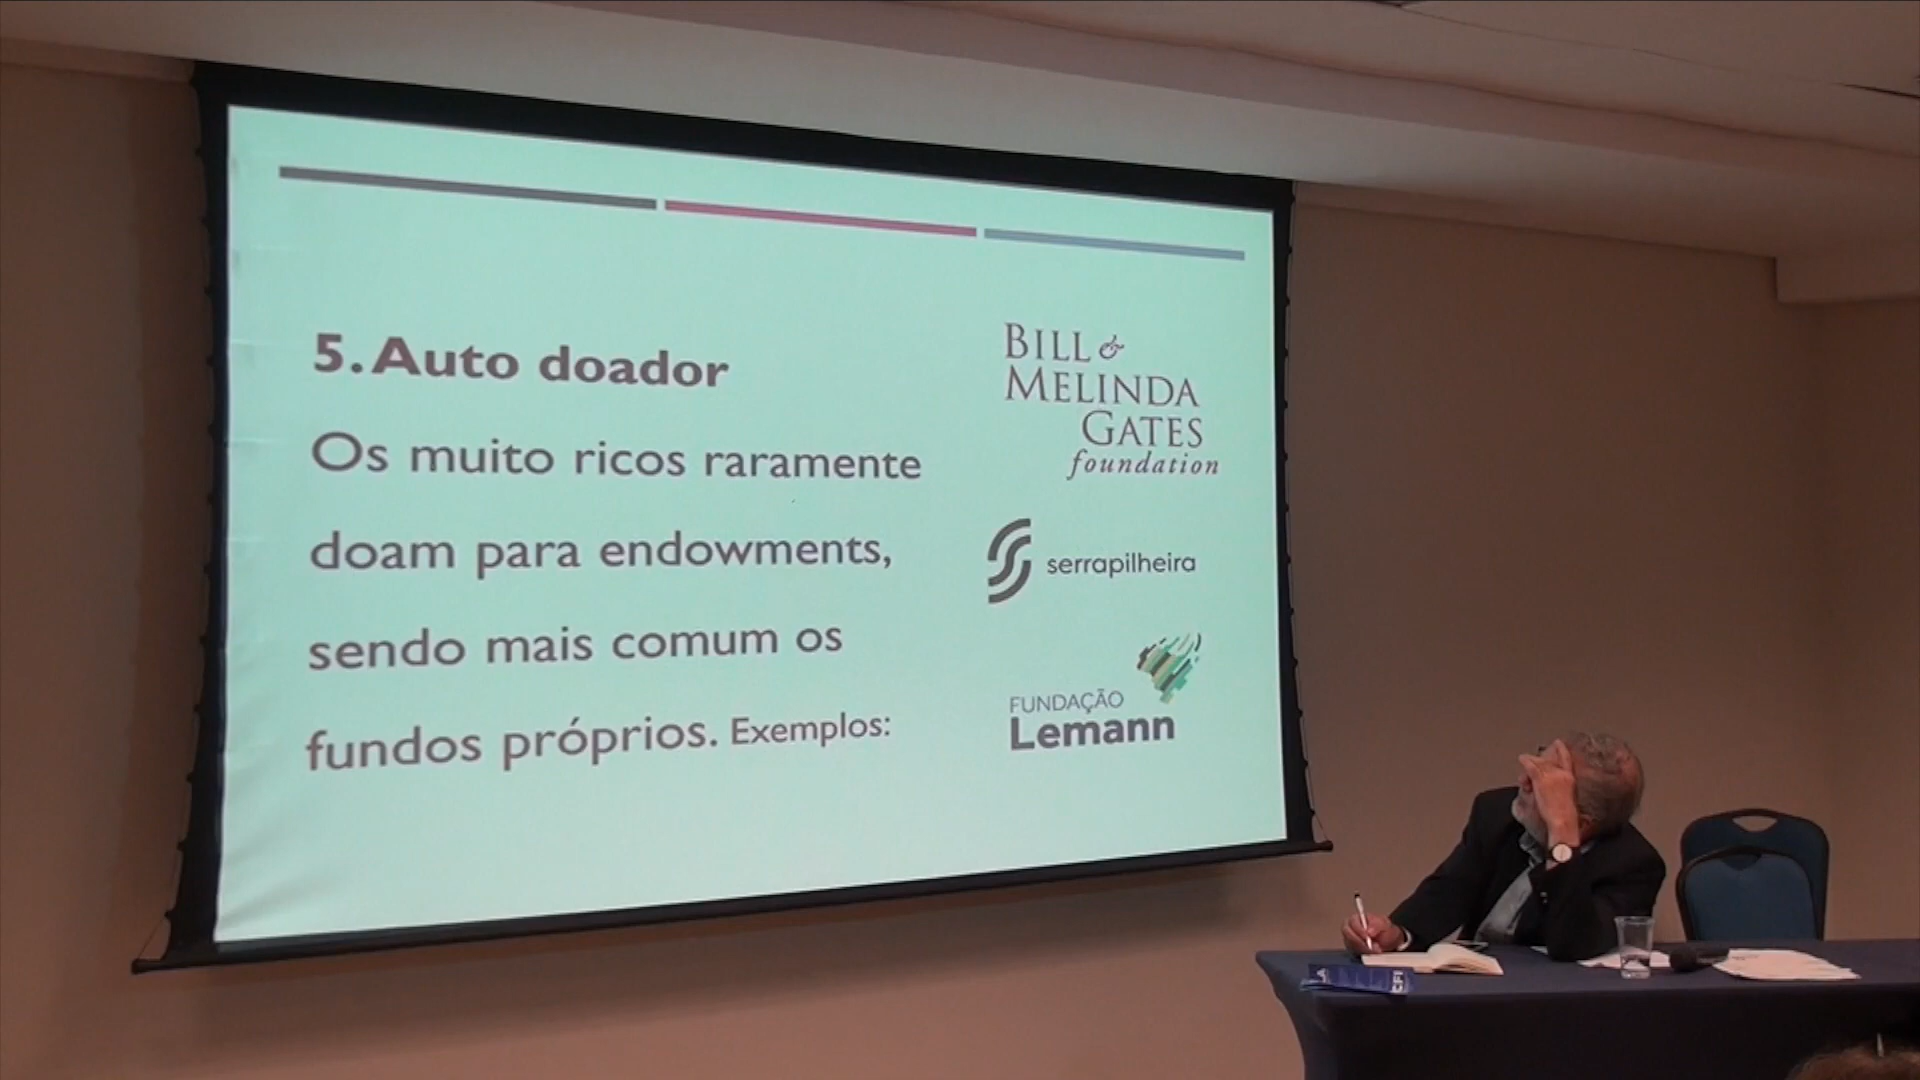 5. Auto doador
Os muito ricos raramente
doam para endowments,
sendo mais comum os
fundos próprios. Exemplos:
BILL &
MELINDA
GATES
foundation
serrapilheira
FUNDAÇÃO
Lemann